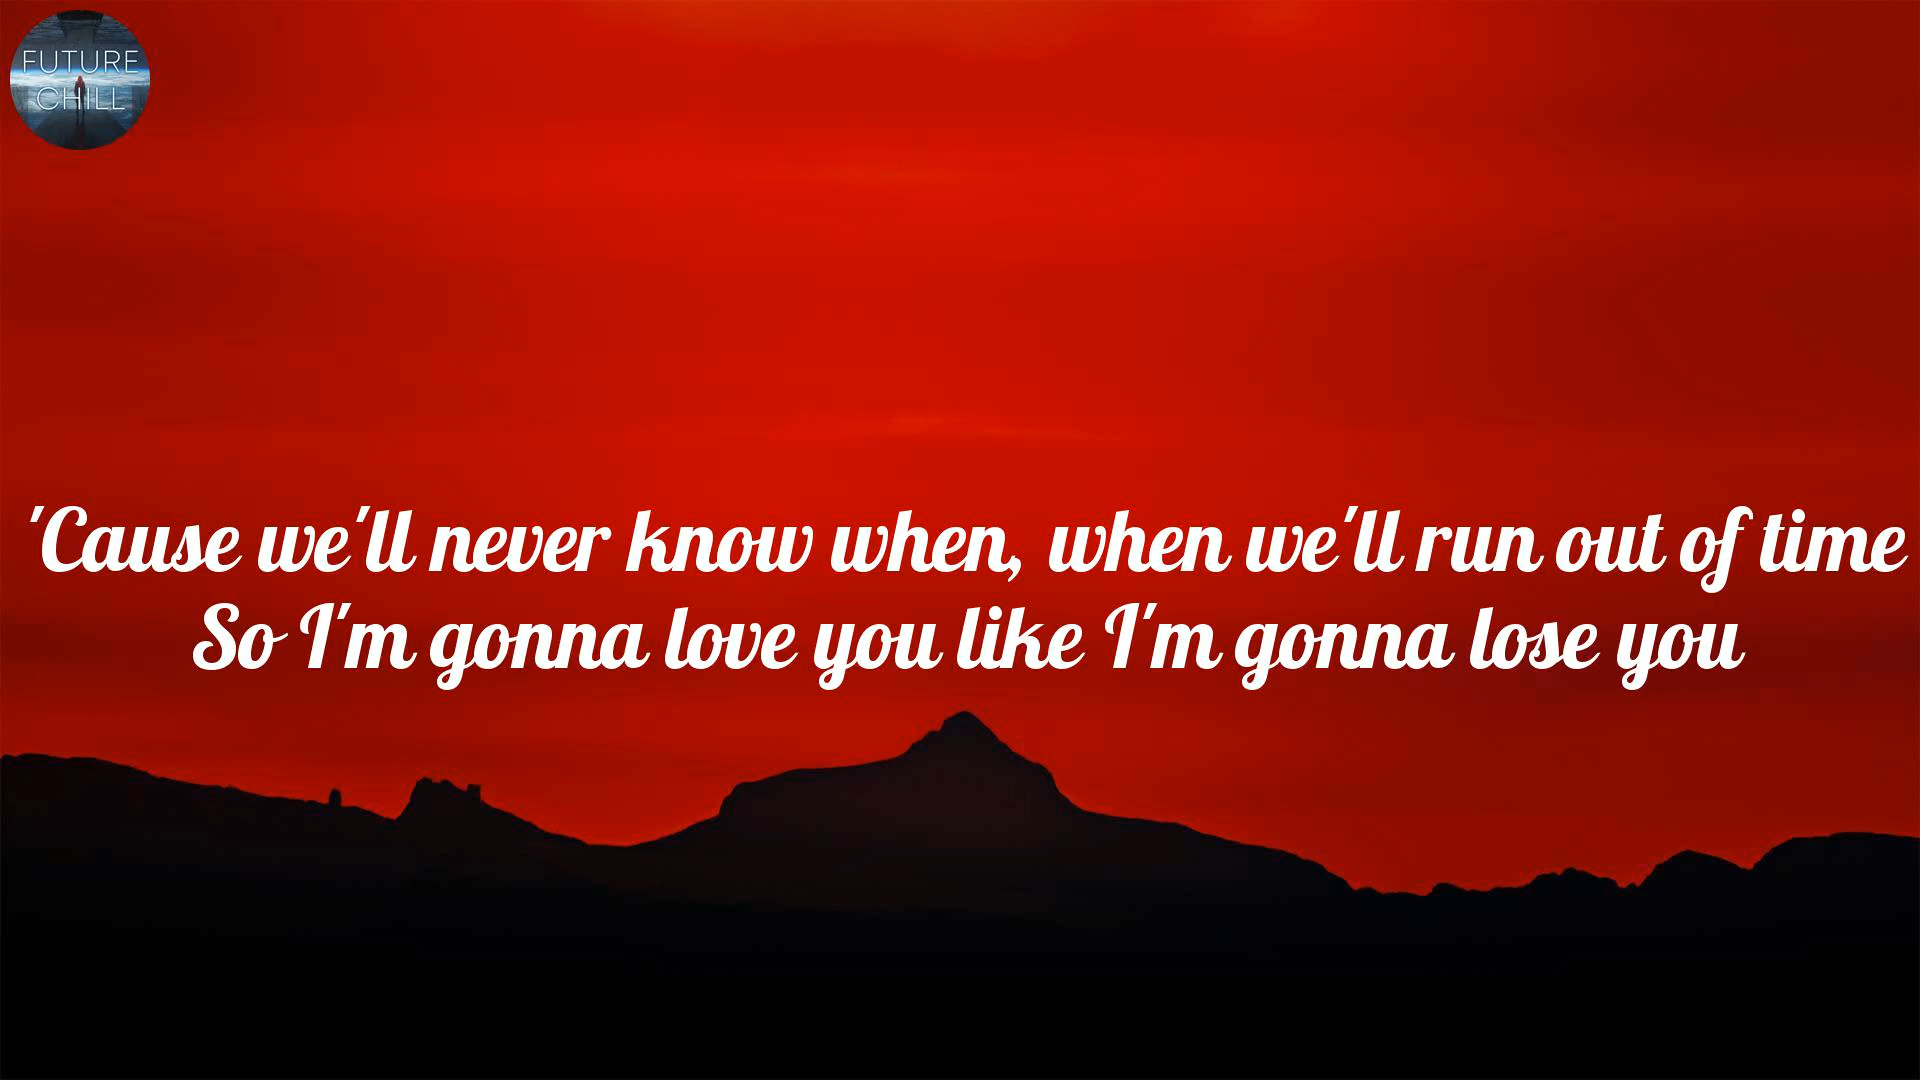 FUTURE
CHILL
'Cause we'll never know when, when we'll run out of time
So I'm gonna love you like I'm gonna lose you